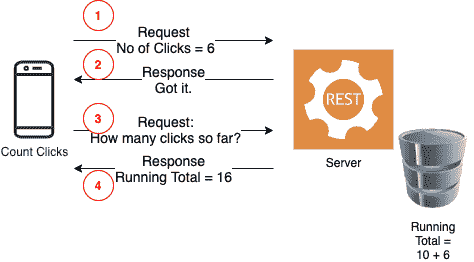 1
Request
No of Clicks = 6
2
Response
Got it.
3
Request:
How many clicks so far?
Response
Running Total = 16
4
Count Clicks
REST
Server
Running
Total =
10 + 6